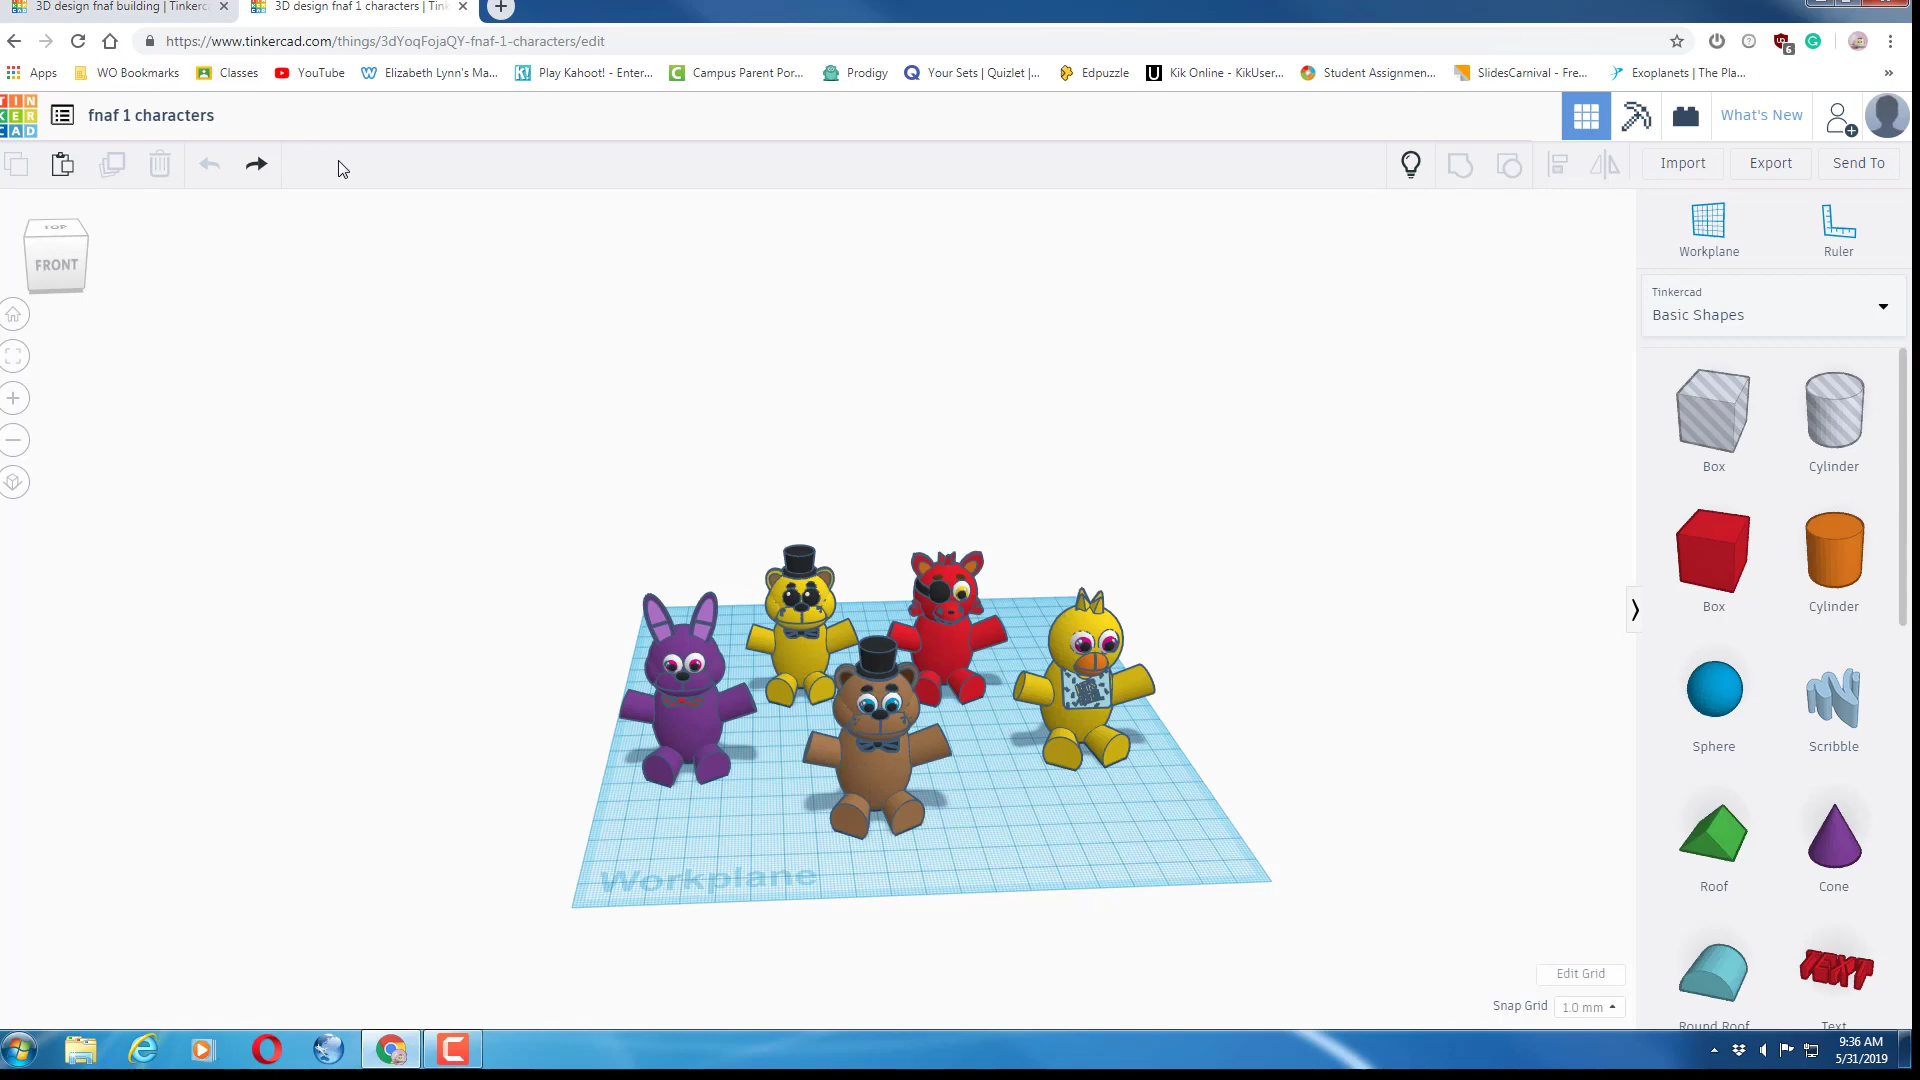 3D design fnaf building | Tinkerc
3D design fnaf 1 characters | Tink
https://www.tinkercad.com/things/3dYoqFojaQY-fnaf-1-characters/edit
6
Apps
WO Bookmarks
Classes
YouTube
Elizabeth Lynn's Ma...
Play Kahoot! - Enter...
Campus Parent Por...
Prodigy
Your Sets | Quizlet |...
Edpuzzle
Kik Online - KikUser...
Student Assignmen...
SlidesCarnival - Fre...
Exoplanets | The Pla...
TIN
KER
CAD
fnaf 1 characters
What's New
Import
Export
Send To
TOP
FRONT
Workplane
Ruler
Tinkercad
Basic Shapes
Box
Cylinder
Box
Cylinder
Sphere
Scribble
Roof
Cone
TEXT
Round Roof
Text
Workplane
Edit Grid
Snap Grid
1.0 mm
9:36 AM
5/31/2019